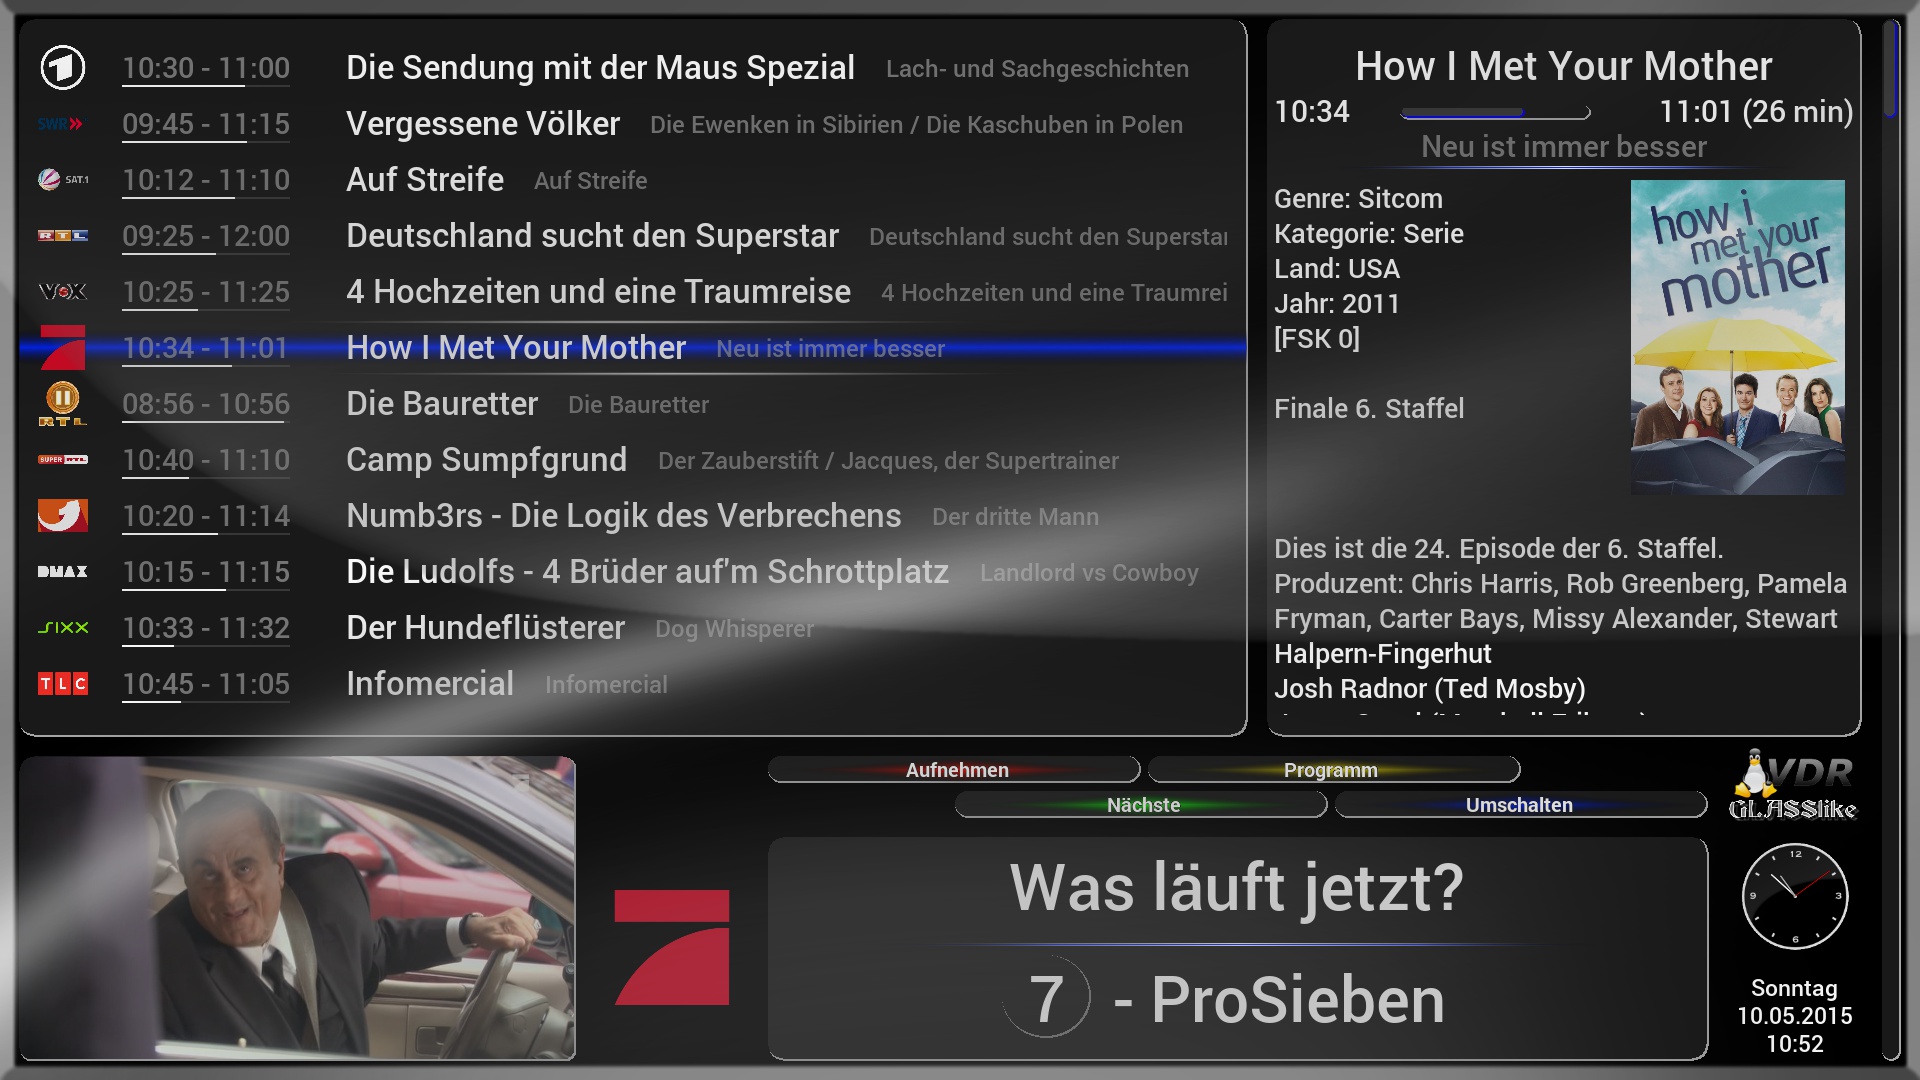 10:30 - 11:00 Die Sendung mit der Maus Spezial Lach- und Sachgeschichten
SWR 09:45 - 11:15 Vergessene Völker Die Ewenken in Sibirien / Die Kaschuben in Polen
SAT.1 10:12 - 11:10 Auf Streife Auf Streife
RTL 09:25 - 12:00 Deutschland sucht den Superstar Deutschland sucht den Superstar
VOX 10:25 - 11:25 4 Hochzeiten und eine Traumreise 4 Hochzeiten und eine Traumrei
10:34 - 11:01 How I Met Your Mother Neu ist immer besser
RTL 08:56 - 10:56 Die Bauretter Die Bauretter
SUPER RTL 10:40 - 11:10 Camp Sumpfgrund Der Zauberstift / Jacques, der Supertrainer
10:20 - 11:14 Numb3rs - Die Logik des Verbrechens Der dritte Mann
DMAX 10:15 - 11:15 Die Ludolfs - 4 Brüder auf'm Schrottplatz Landlord vs Cowboy
sixx 10:33 - 11:32 Der Hundeflüsterer Dog Whisperer
TLC 10:45 - 11:05 Infomercial Infomercial
How I Met Your Mother
10:34 11:01 (26 min)
Neu ist immer besser
Genre: Sitcom
Kategorie: Serie
Land: USA
Jahr: 2011
[FSK 0]
Finale 6. Staffel
how i
met your
mother
Dies ist die 24. Episode der 6. Staffel.
Produzent: Chris Harris, Rob Greenberg, Pamela
Fryman, Carter Bays, Missy Alexander, Stewart
Halpern-Fingerhut
Josh Radnor (Ted Mosby)
Aufnehmen Programm
Nächste Umschalten
VDR
GLASSlike
Was läuft jetzt?
7 - ProSieben
12
9 3
6
Sonntag
10.05.2015
10:52